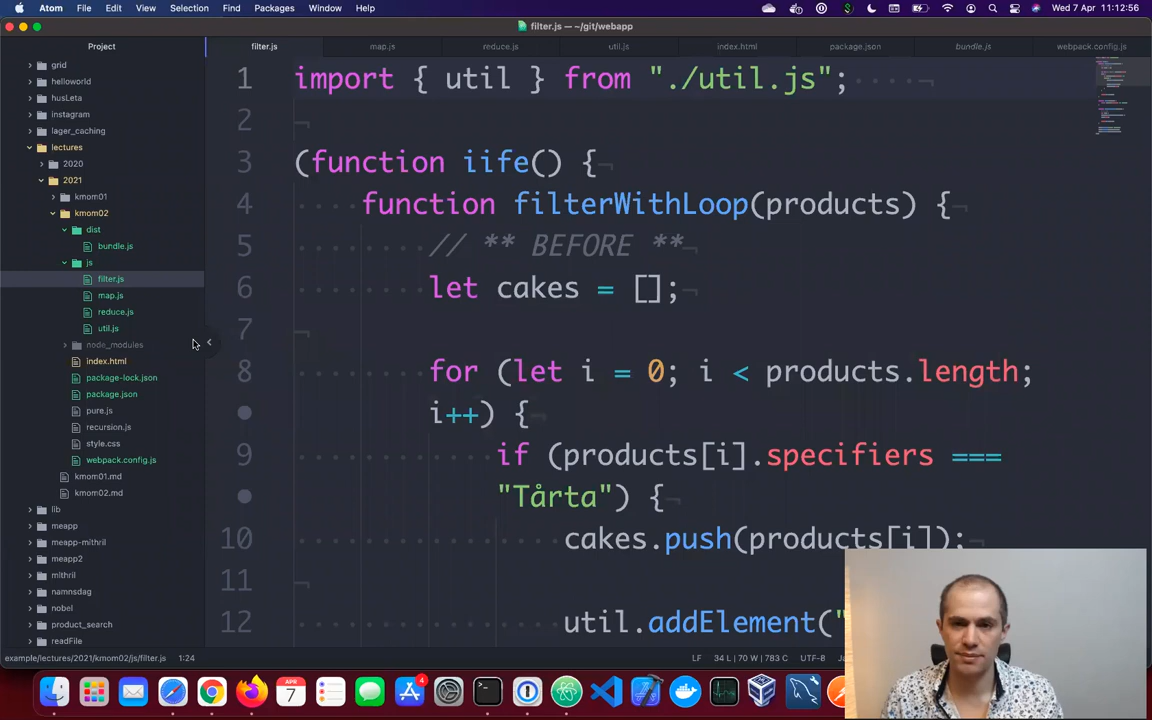 Atom File Edit View Selection Find Packages Window Help Wed 7 Apr 11:12:56
filter.js — ~/git/webapp
Project
filter.js map.js reduce.js util.js index.html package.json bundle.js webpack.config.js
grid
helloworld
husLeta
instagram
lager_caching
lectures
2020
2021
kmom01
kmom02
dist
bundle.js
js
filter.js
map.js
reduce.js
util.js
node_modules
index.html
package-lock.json
package.json
pure.js
recursion.js
style.css
webpack.config.js
kmom01.md
kmom02.md
lib
meapp
meapp-mithril
meapp2
mithril
namnsdag
nobel
product_search
readFile
1 import { util } from "./util.js";
2
3 (function iife() {
4 function filterWithLoop(products) {
5 // ** BEFORE **
6 let cakes = [];
7
8 for (let i = 0; i < products.length;
i++) {
9 if (products[i].specifiers ===
"Tårta") {
10 cakes.push(products[i]);
11
12 util.addElement("
example/lectures/2021/kmom02/js/filter.js 1:24 LF 34 L | 70 W | 783 C UTF-8
7
4